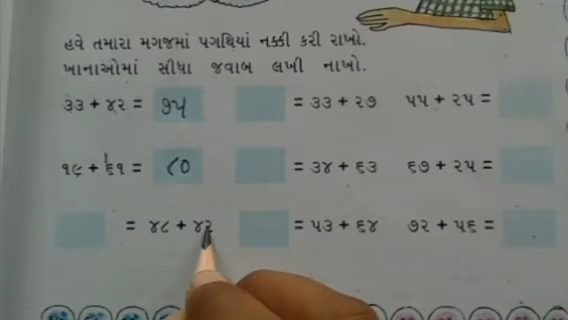 હવે તમારા મગજમાં પગથિયાં નક્કી કરી રાખો.
ખાનાઓમાં સીધા જવાબ લખી નાખો.
૩૩ + ૪૨ = ૭૫ = ૩૩ + ૨૭ ૫૫ + ૨૫ =
૧૯ + ૬૧ = ૮૦ = ૩૪ + ૬૩ ૬૭ + ૨૫ =
= ૪૮ + ૪૨ = ૫૩ + ૬૪ ૭૨ + ૫૬ =